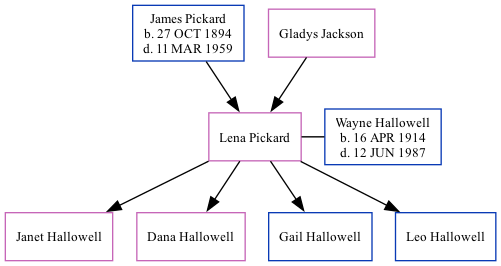 James Pickard
b. 27 OCT 1894
d. 11 MAR 1959
Gladys Jackson
Lena Pickard
Wayne Hallowell
b. 16 APR 1914
d. 12 JUN 1987
Janet Hallowell
Dana Hallowell
Gail Hallowell
Leo Hallowell